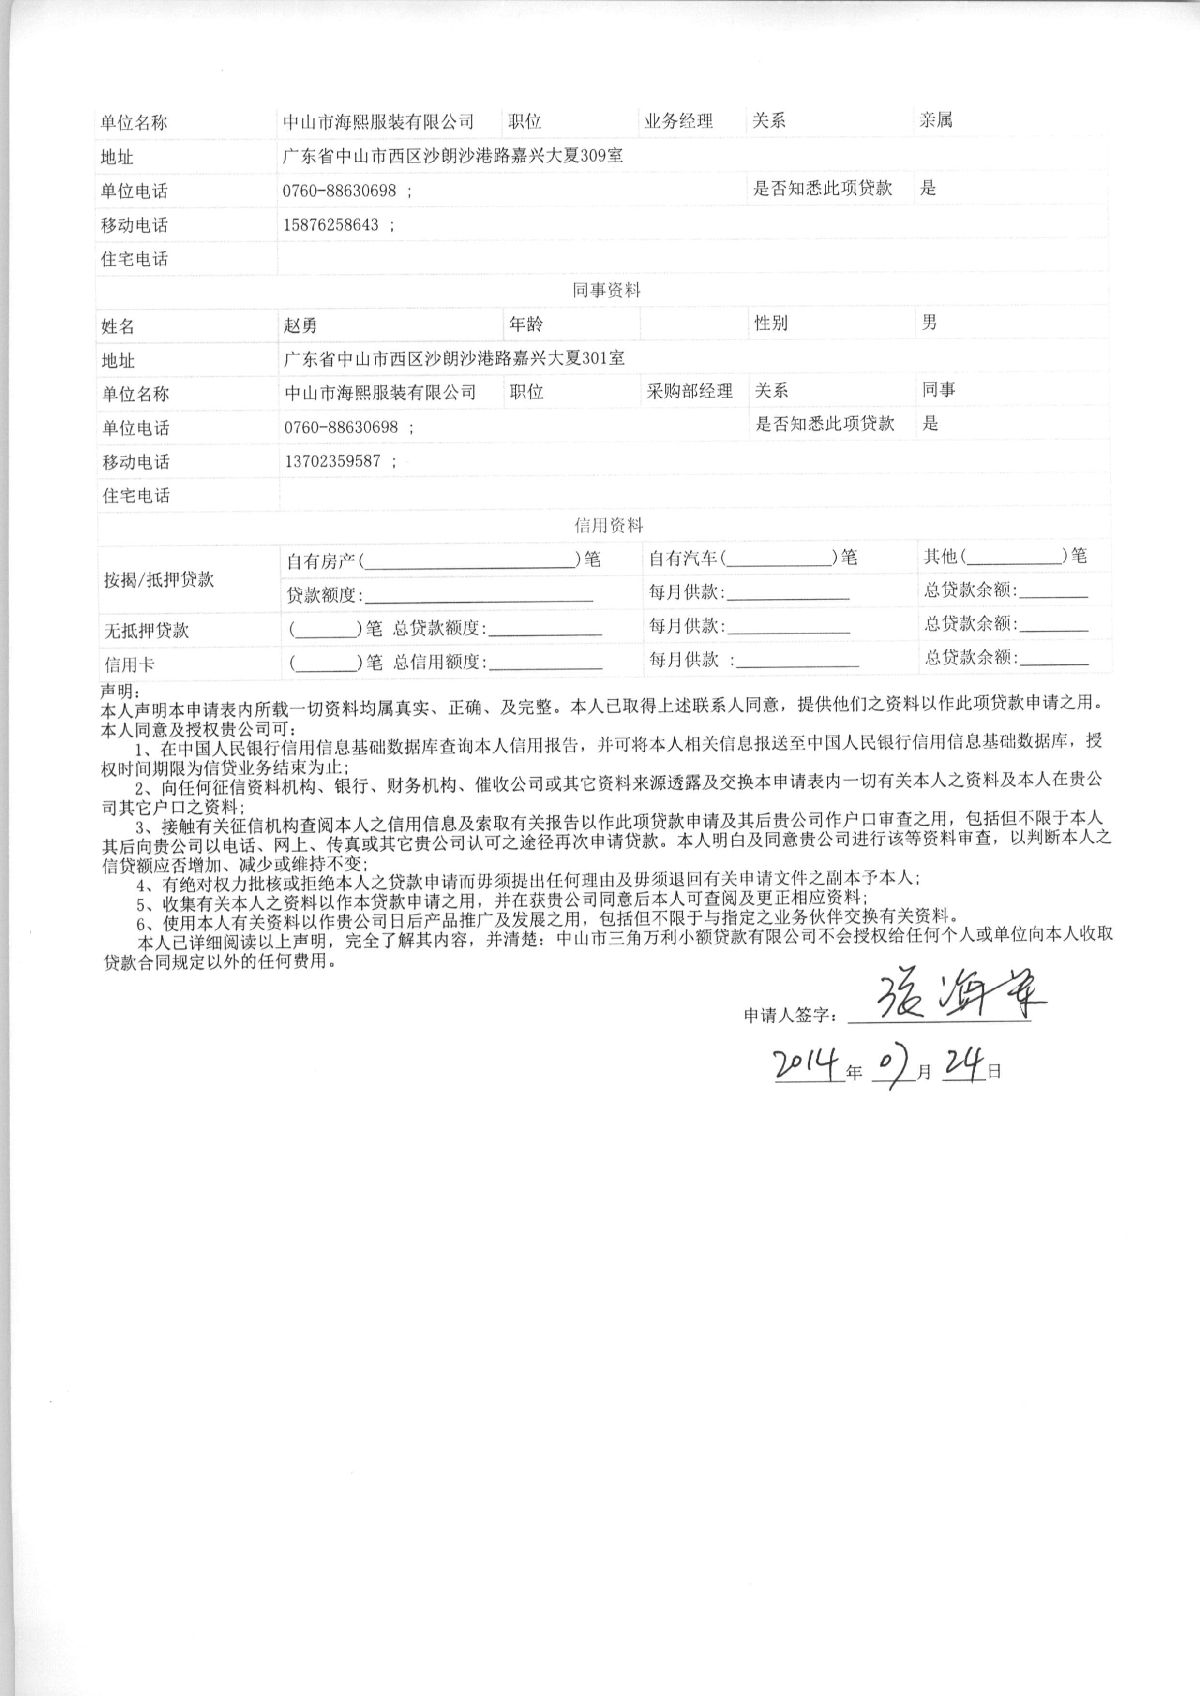 单位名称 中山市海熙服装有限公司 职位 业务经理 关系 亲属
地址 广东省中山市西区沙朗沙港路嘉兴大夏309室
单位电话 0760-88630698 ; 是否知悉此项贷款 是
移动电话 15876258643 ;
住宅电话
同事资料
姓名 赵勇 年龄 性别 男
地址 广东省中山市西区沙朗沙港路嘉兴大夏301室
单位名称 中山市海熙服装有限公司 职位 采购部经理 关系 同事
单位电话 0760-88630698 ; 是否知悉此项贷款 是
移动电话 13702359587 ;
住宅电话
信用资料
按揭/抵押贷款 自有房产(____)笔 自有汽车(____)笔 其他(____)笔
贷款额度:____ 每月供款:____ 总贷款余额:____
无抵押贷款 (____)笔 总贷款额度:____ 每月供款:____ 总贷款余额:____
信用卡 (____)笔 总信用额度:____ 每月供款 :____ 总贷款余额:____
声明:
本人声明本申请表内所载一切资料均属真实、正确、及完整。本人已取得上述联系人同意，提供他们之资料以作此项贷款申请之用。
本人同意及授权贵公司可:
1、在中国人民银行信用信息基础数据库查询本人信用报告，并可将本人相关信息报送至中国人民银行信用信息基础数据库，授
权时间期限为信贷业务结束为止;
2、向任何征信资料机构、银行、财务机构、催收公司或其它资料来源透露及交换本申请表内一切有关本人之资料及本人在贵公
司其它户口之资料;
3、接触有关征信机构查阅本人之信用信息及索取有关报告以作此项贷款申请及其后贵公司作户口审查之用，包括但不限于本人
其后向贵公司以电话、网上、传真或其它贵公司认可之途径再次申请贷款。本人明白及同意贵公司进行该等资料审查，以判断本人之
信贷额应否增加、减少或维持不变;
4、有绝对权力批核或拒绝本人之贷款申请而毋须提出任何理由及毋须退回有关申请文件之副本予本人;
5、收集有关本人之资料以作本贷款申请之用，并在获贵公司同意后本人可查阅及更正相应资料;
6、使用本人有关资料以作贵公司日后产品推广及发展之用，包括但不限于与指定之业务伙伴交换有关资料。
本人已详细阅读以上声明，完全了解其内容，并清楚：中山市三角万利小额贷款有限公司不会授权给任何个人或单位向本人收取
贷款合同规定以外的任何费用。
申请人签字: 张海
2014年 07月 24日